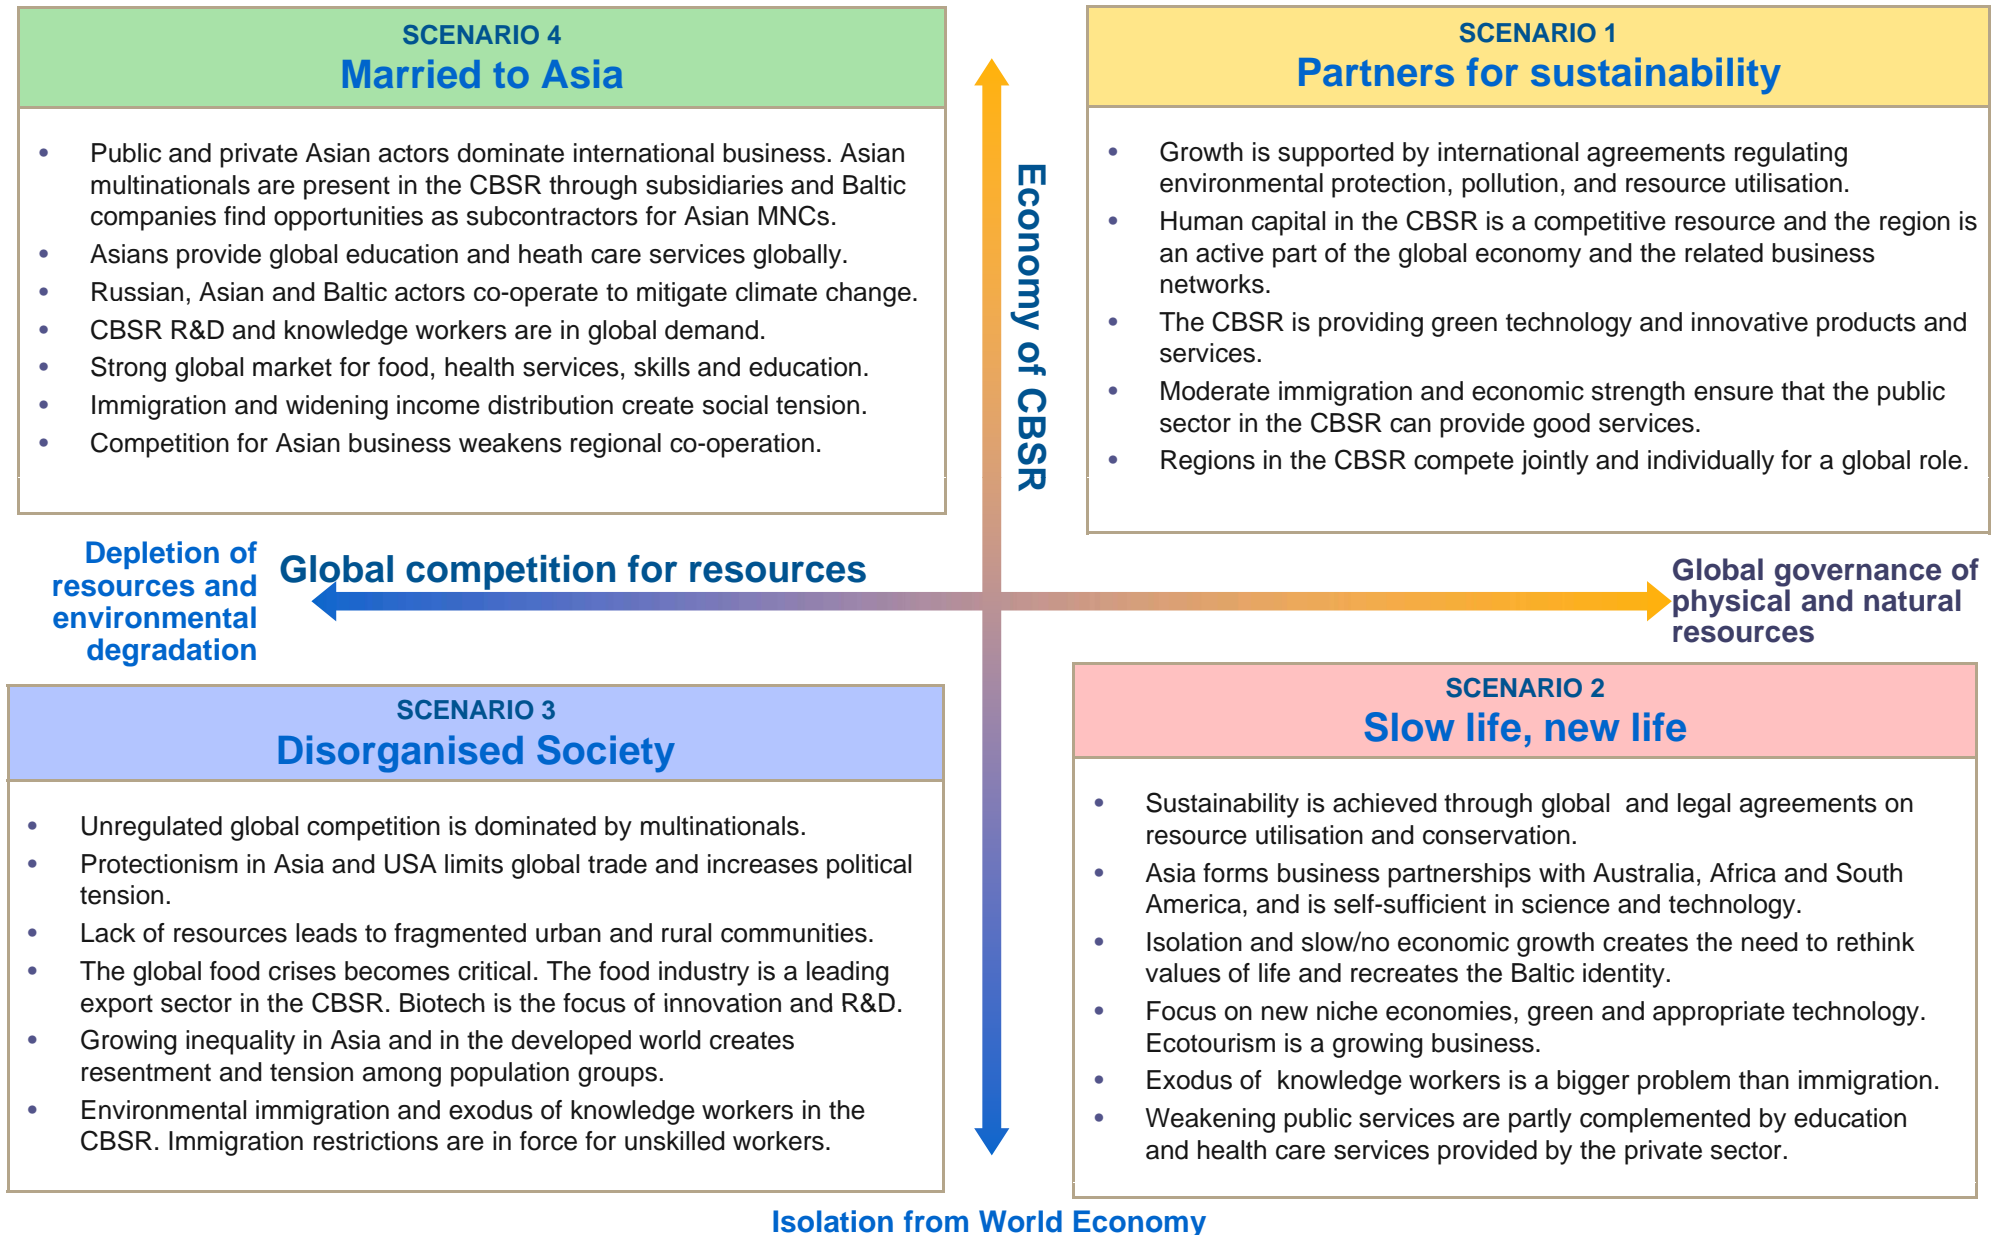 SCENARIO 4
Married to Asia
• Public and private Asian actors dominate international business. Asian
multinationals are present in the CBSR through subsidiaries and Baltic
companies find opportunities as subcontractors for Asian MNCs.
• Asians provide global education and heath care services globally.
• Russian, Asian and Baltic actors co-operate to mitigate climate change.
• CBSR R&D and knowledge workers are in global demand.
• Strong global market for food, health services, skills and education.
• Immigration and widening income distribution create social tension.
• Competition for Asian business weakens regional co-operation.
Economy of CBSR
SCENARIO 1
Partners for sustainability
• Growth is supported by international agreements regulating
environmental protection, pollution, and resource utilisation.
• Human capital in the CBSR is a competitive resource and the region is
an active part of the global economy and the related business
networks.
• The CBSR is providing green technology and innovative products and
services.
• Moderate immigration and economic strength ensure that the public
sector in the CBSR can provide good services.
• Regions in the CBSR compete jointly and individually for a global role.
Depletion of
resources and
environmental
degradation
Global competition for resources
Global governance of
physical and natural
resources
SCENARIO 3
Disorganised Society
• Unregulated global competition is dominated by multinationals.
• Protectionism in Asia and USA limits global trade and increases political
tension.
• Lack of resources leads to fragmented urban and rural communities.
• The global food crises becomes critical. The food industry is a leading
export sector in the CBSR. Biotech is the focus of innovation and R&D.
• Growing inequality in Asia and in the developed world creates
resentment and tension among population groups.
• Environmental immigration and exodus of knowledge workers in the
CBSR. Immigration restrictions are in force for unskilled workers.
SCENARIO 2
Slow life, new life
• Sustainability is achieved through global  and legal agreements on
resource utilisation and conservation.
• Asia forms business partnerships with Australia, Africa and South
America, and is self-sufficient in science and technology.
• Isolation and slow/no economic growth creates the need to rethink
values of life and recreates the Baltic identity.
• Focus on new niche economies, green and appropriate technology.
Ecotourism is a growing business.
• Exodus of  knowledge workers is a bigger problem than immigration.
• Weakening public services are partly complemented by education
and health care services provided by the private sector.
Isolation from World Economy